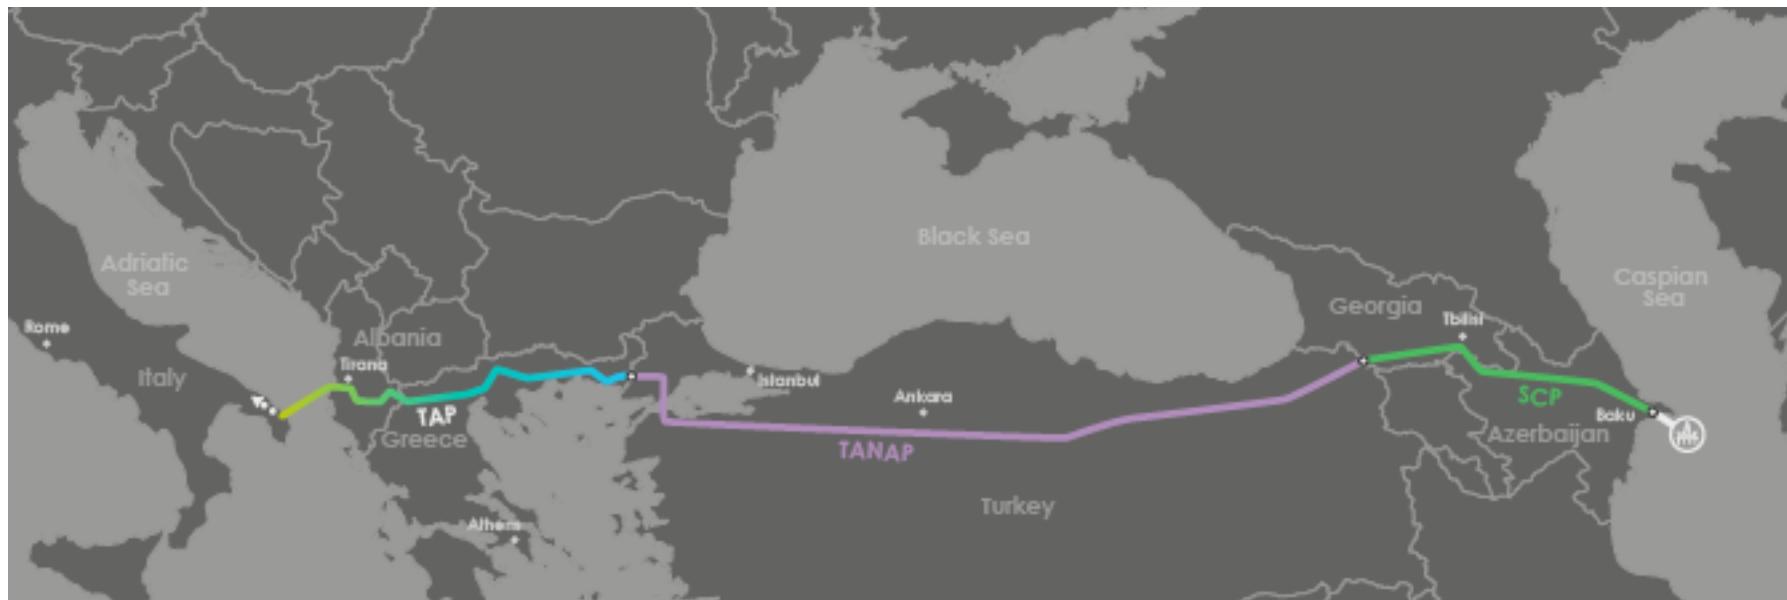 Black Sea
Adriatic
Sea
Caspian
Sea
Georgia
Tbilisi
Rome
Albania
Tirana
Italy
Istanbul
Ankara
TAP
SCP
Baku
Greece
Azerbaijan
TANAP
Turkey
Athens